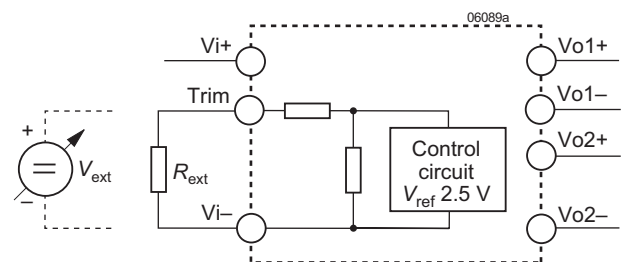 06089a
Vi+
Vo1+
Trim
Vo1–
+
Vext
–
Rext
Control
circuit
Vref 2.5 V
Vo2+
Vi–
Vo2–